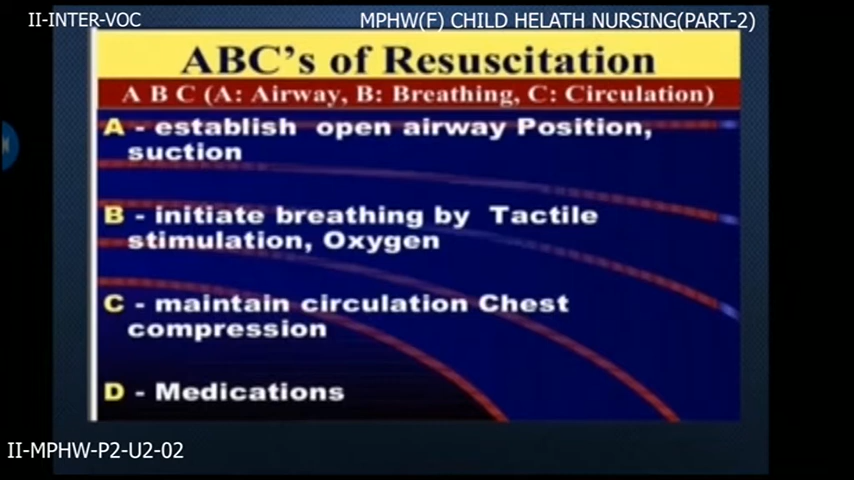 II-INTER-VOC
MPHW(F) CHILD HELATH NURSING(PART-2)
ABC's of Resuscitation
A B C (A: Airway, B: Breathing, C: Circulation)
A - establish open airway Position,
suction
B - initiate breathing by Tactile
stimulation, Oxygen
C - maintain circulation Chest
compression
D - Medications
II-MPHW-P2-U2-02